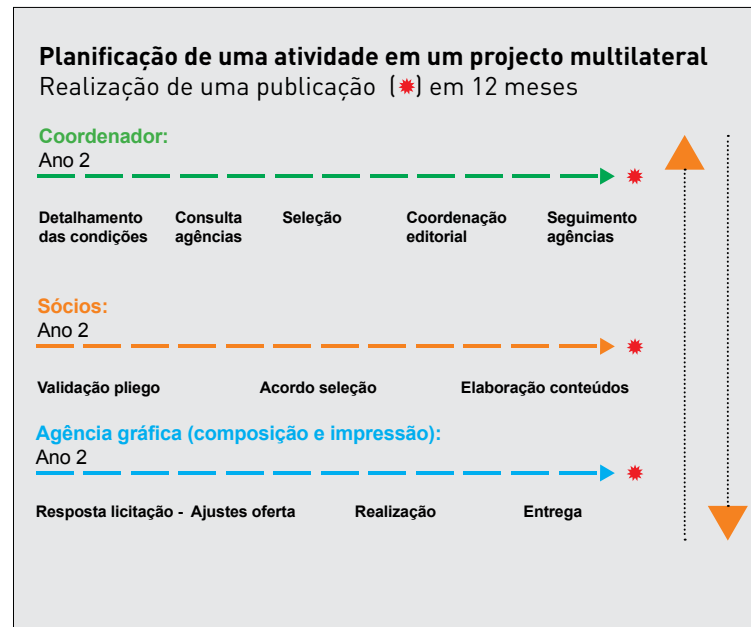 Planificação de uma atividade em um projecto multilateral
Realização de uma publicação (✹) em 12 meses
Coordenador:
Ano 2
Detalhamento das condições
Consulta agências
Seleção
Coordenação editorial
Seguimento agências
Sócios:
Ano 2
Validação pliego
Acordo seleção
Elaboração conteúdos
Agência gráfica (composição e impressão):
Ano 2
Resposta licitação - Ajustes oferta
Realização
Entrega